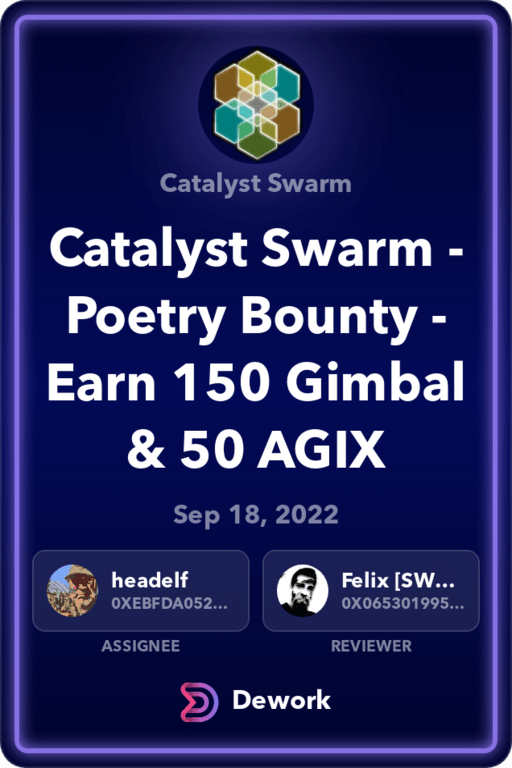 Catalyst Swarm
Catalyst Swarm -
Poetry Bounty -
Earn 150 Gimbal
& 50 AGIX
Sep 18, 2022
headelf
0XEBFDA052...
Felix [SW...
0X065301995...
ASSIGNEE
REVIEWER
Dework